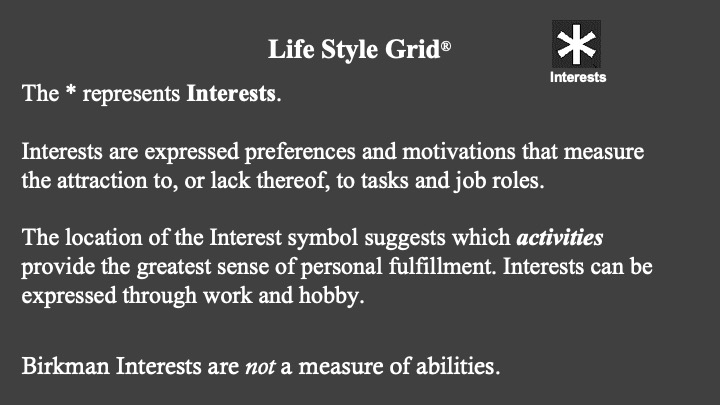 Life Style Grid®
*
Interests
The * represents Interests.
Interests are expressed preferences and motivations that measure
the attraction to, or lack thereof, to tasks and job roles.
The location of the Interest symbol suggests which activities
provide the greatest sense of personal fulfillment. Interests can be
expressed through work and hobby.
Birkman Interests are not a measure of abilities.